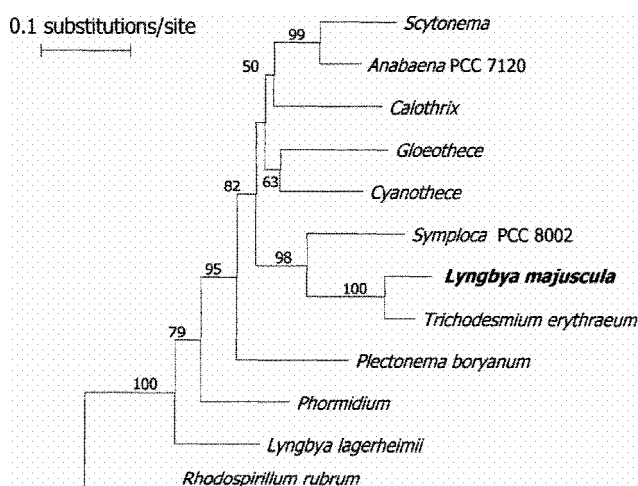 0.1 substitutions/site
Scytonema
99
Anabaena PCC 7120
50
Calothrix
Gloeothece
63
Cyanothece
82
Symploca PCC 8002
98
Lyngbya majuscula
95
100
Trichodesmium erythraeum
79
Plectonema boryanum
100
Phormidium
Lyngbya lagerheimii
Rhodospirillum rubrum